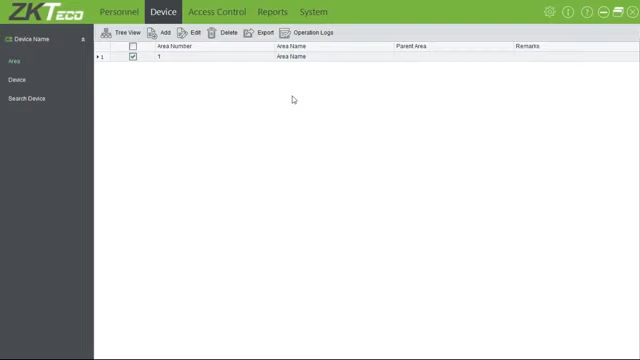 ZKTeco Personnel Device Access Control Reports System
Device Name
Area
Device
Search Device
Tree View Add Edit Delete Export Operation Logs
Area Number Area Name Parent Area Remarks
1 1 Area Name